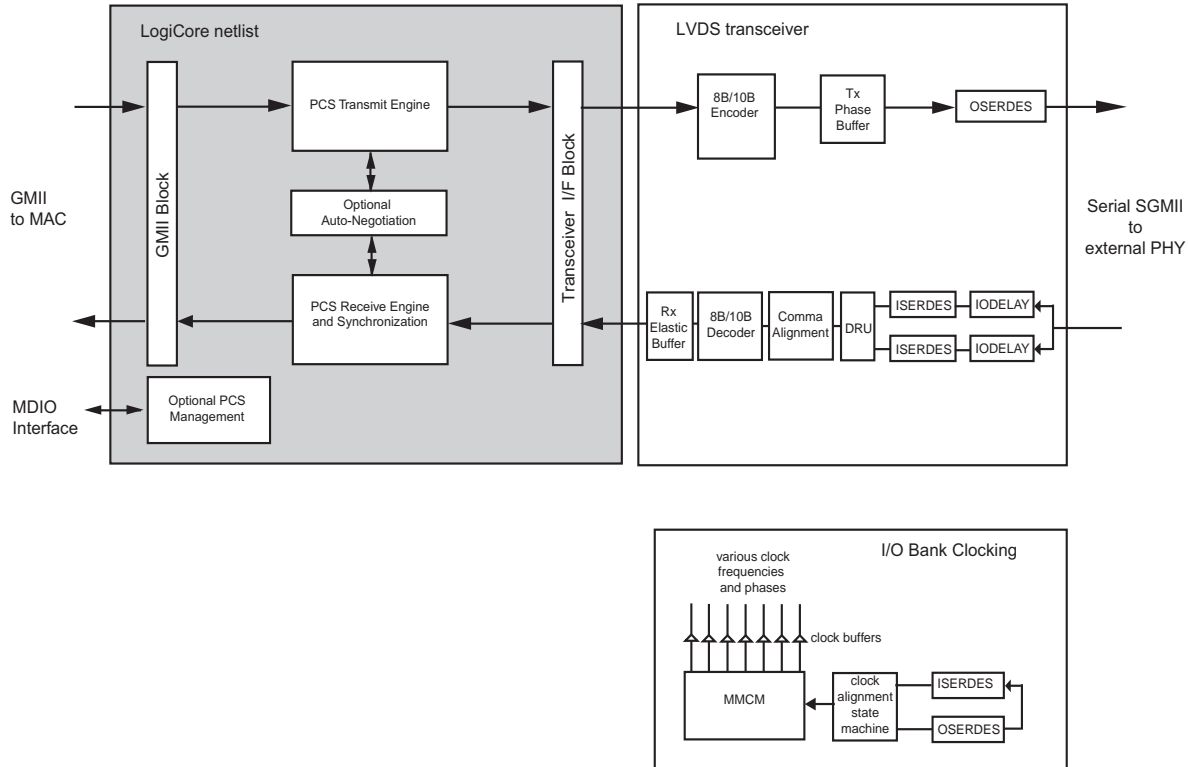 LogiCore netlist
LVDS transceiver
GMII Block
PCS Transmit Engine
Transceiver I/F Block
8B/10B
Encoder
Tx
Phase
Buffer
OSERDES
GMII
to MAC
Optional
Auto-Negotiation
Serial SGMII
to
external PHY
PCS Receive Engine
and Synchronization
Rx
Elastic
Buffer
8B/10B
Decoder
Comma
Alignment
DRU
ISERDES
IODELAY
ISERDES
IODELAY
MDIO
Interface
Optional PCS
Management
I/O Bank Clocking
various clock
frequencies
and phases
clock buffers
MMCM
clock
alignment
state
machine
ISERDES
OSERDES